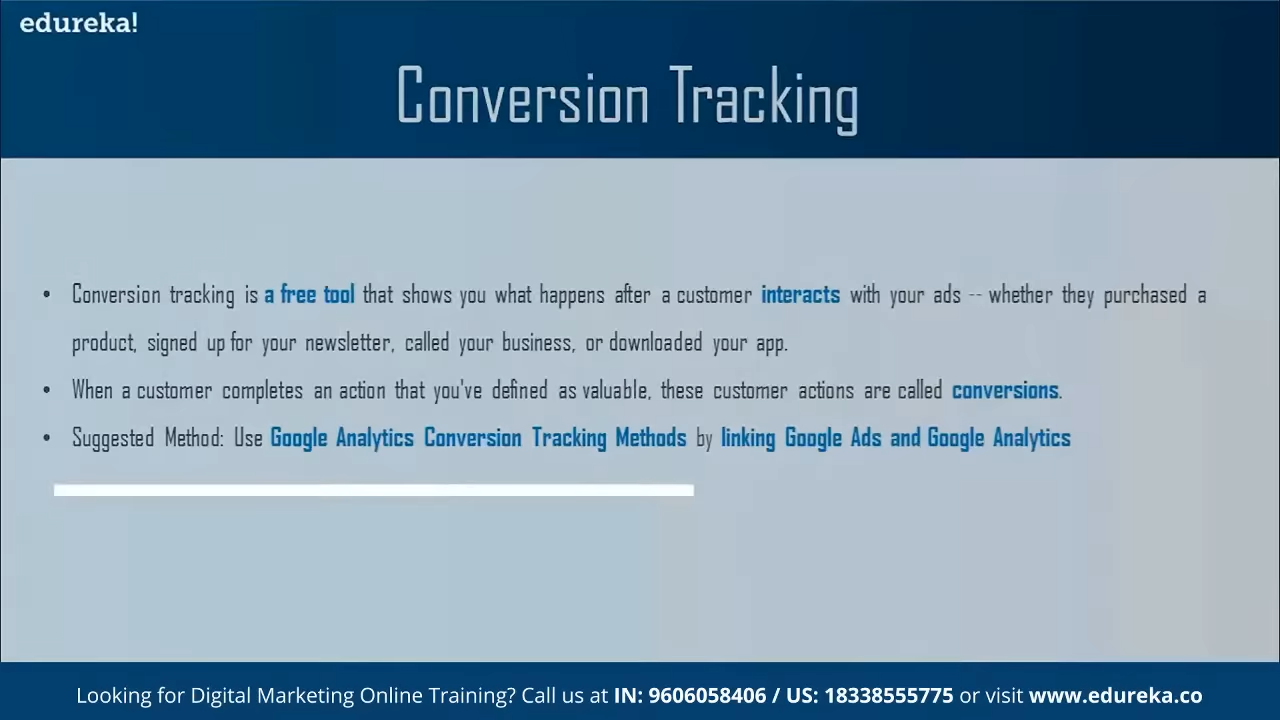 edureka!
Conversion Tracking
• Conversion tracking is a free tool that shows you what happens after a customer interacts with your ads -- whether they purchased a
product, signed up for your newsletter, called your business, or downloaded your app.
• When a customer completes an action that you've defined as valuable, these customer actions are called conversions.
• Suggested Method: Use Google Analytics Conversion Tracking Methods by linking Google Ads and Google Analytics
Looking for Digital Marketing Online Training? Call us at IN: 9606058406 / US: 18338555775 or visit www.edureka.co